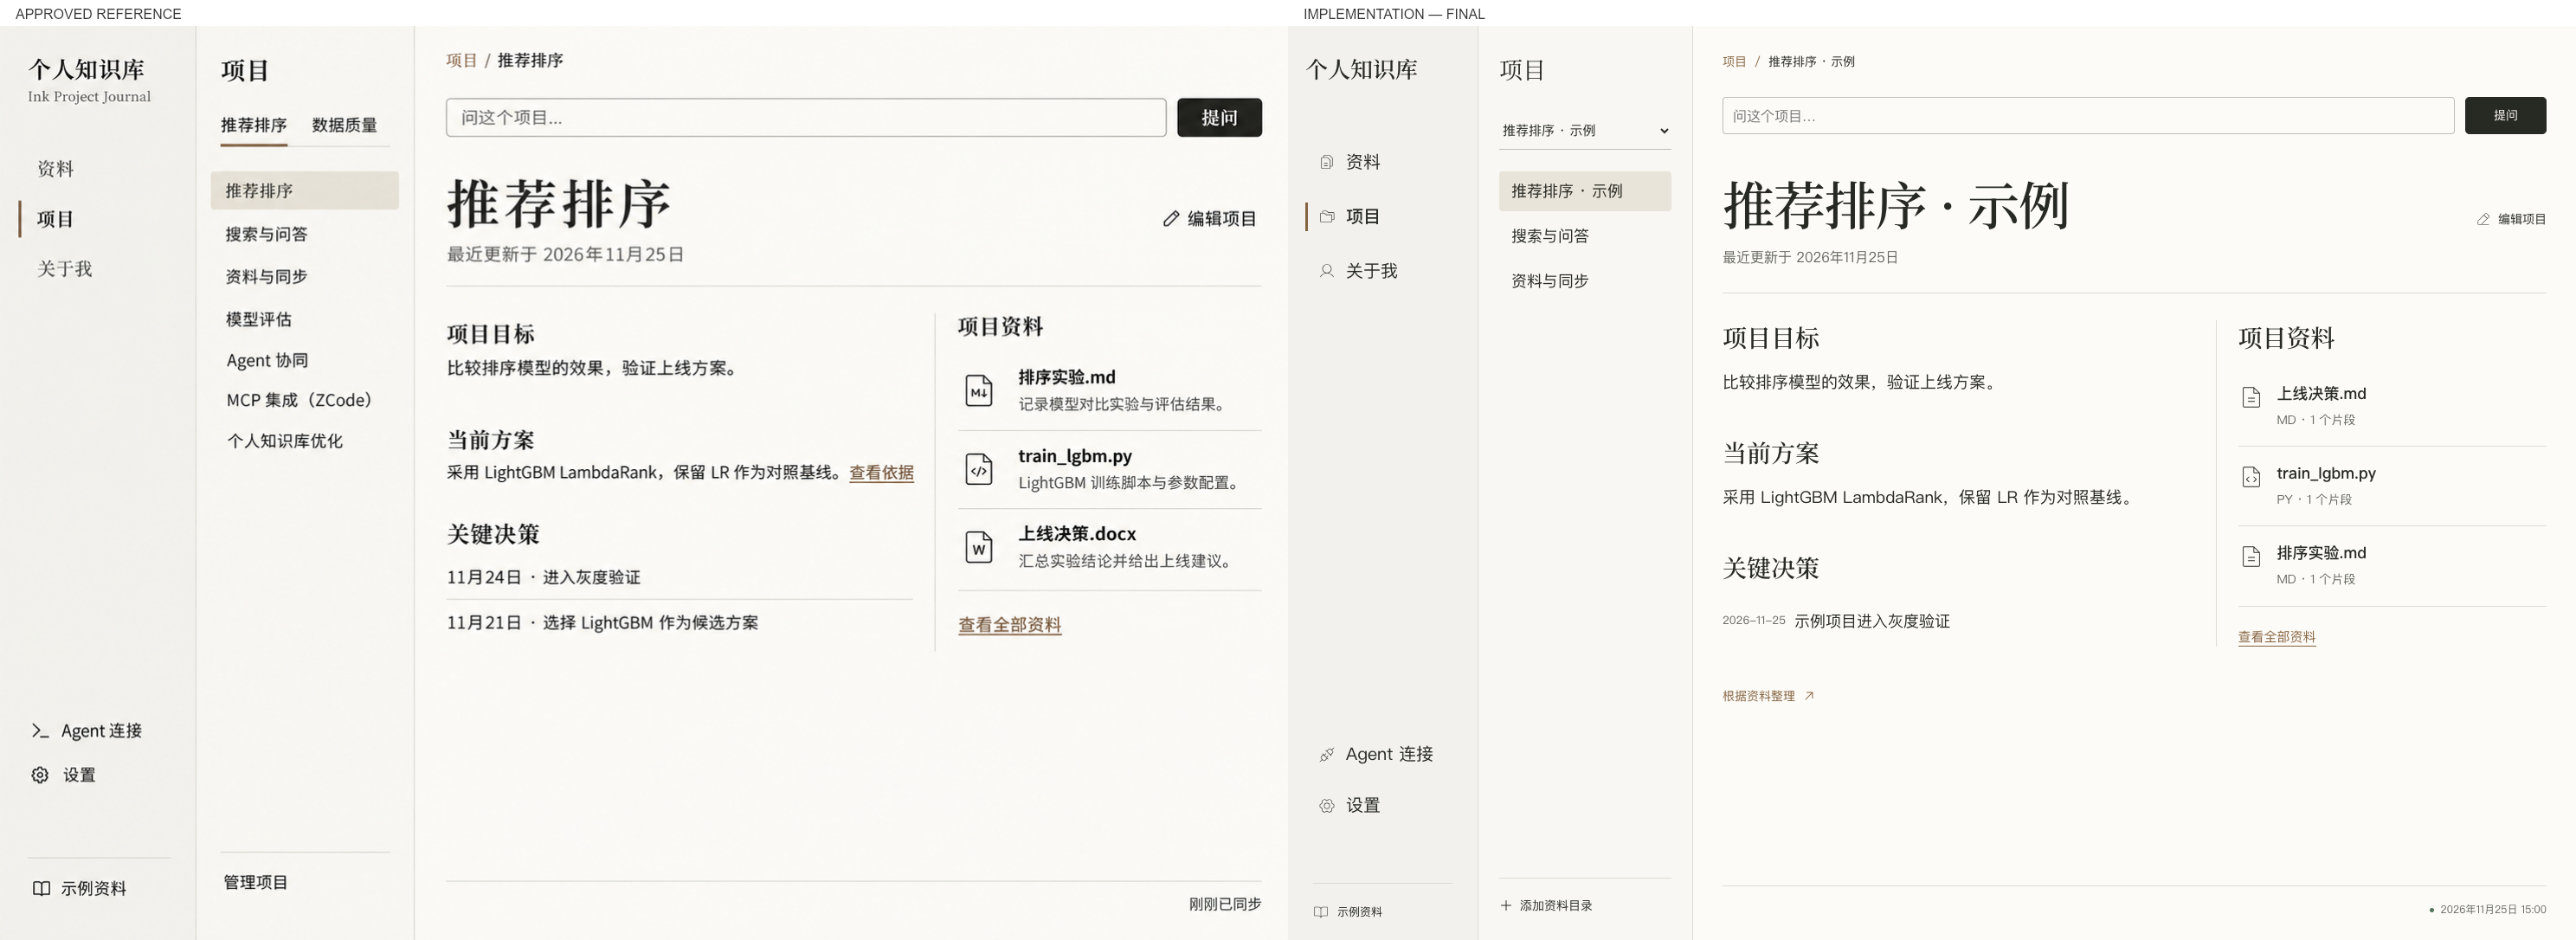 APPROVED REFERENCE
个人知识库
Ink Project Journal
资料
项目
关于我
Agent 连接
设置
示例资料
项目
推荐排序 数据质量
推荐排序
搜索与问答
资料与同步
模型评估
Agent 协同
MCP 集成（ZCode）
个人知识库优化
管理项目
项目 / 推荐排序
问这个项目... 提问
推荐排序
编辑项目
最近更新于 2026年11月25日
项目目标
比较排序模型的效果，验证上线方案。
当前方案
采用 LightGBM LambdaRank，保留 LR 作为对照基线。查看依据
关键决策
11月24日 · 进入灰度验证
11月21日 · 选择 LightGBM 作为候选方案
项目资料
M↓
排序实验.md
记录模型对比实验与评估结果。
</>
train_lgbm.py
LightGBM 训练脚本与参数配置。
W
上线决策.docx
汇总实验结论并给出上线建议。
查看全部资料
刚刚已同步
IMPLEMENTATION — FINAL
个人知识库
资料
项目
关于我
Agent 连接
设置
示例资料
项目
推荐排序 · 示例
推荐排序 · 示例
搜索与问答
资料与同步
添加资料目录
项目 / 推荐排序 · 示例
问这个项目... 提问
推荐排序 · 示例
编辑项目
最近更新于 2026年11月25日
项目目标
比较排序模型的效果，验证上线方案。
当前方案
采用 LightGBM LambdaRank，保留 LR 作为对照基线。
关键决策
2026-11-25 示例项目进入灰度验证
根据资料整理
项目资料
上线决策.md
MD · 1 个片段
train_lgbm.py
PY · 1 个片段
排序实验.md
MD · 1 个片段
查看全部资料
2026年11月25日 15:00